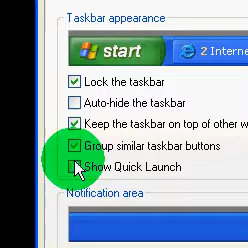 Taskbar appearance
start
2 Interne
Lock the taskbar
Auto-hide the taskbar
Keep the taskbar on top of other w
Group similar taskbar buttons
Show Quick Launch
Notification area